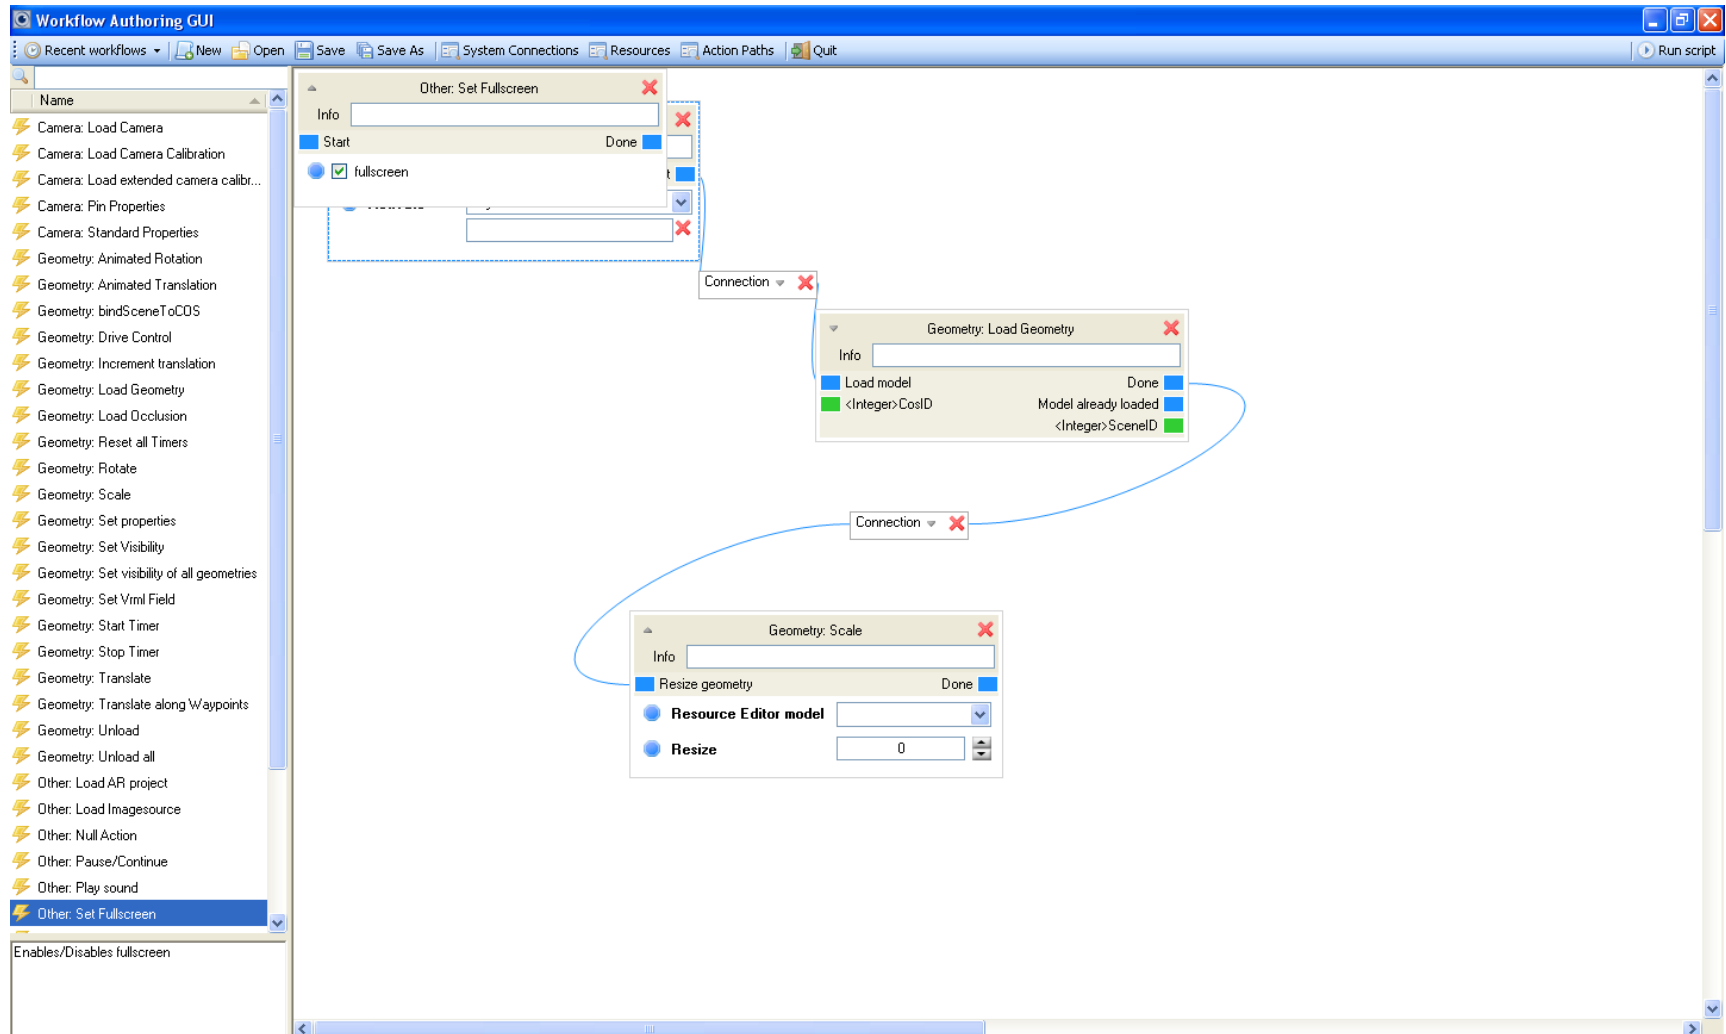 Workflow Authoring GUI
Recent workflows New Open Save Save As System Connections Resources Action Paths Quit Run script
Name
Camera: Load Camera
Camera: Load Camera Calibration
Camera: Load extended camera calibr...
Camera: Pin Properties
Camera: Standard Properties
Geometry: Animated Rotation
Geometry: Animated Translation
Geometry: bindSceneToCOS
Geometry: Drive Control
Geometry: Increment translation
Geometry: Load Geometry
Geometry: Load Occlusion
Geometry: Reset all Timers
Geometry: Rotate
Geometry: Scale
Geometry: Set properties
Geometry: Set Visibility
Geometry: Set visibility of all geometries
Geometry: Set Vrml Field
Geometry: Start Timer
Geometry: Stop Timer
Geometry: Translate
Geometry: Translate along Waypoints
Geometry: Unload
Geometry: Unload all
Other: Load AR project
Other: Load Imagesource
Other: Null Action
Other: Pause/Continue
Other: Play sound
Other: Set Fullscreen
Enables/Disables fullscreen
Other: Set Fullscreen
Info
Start Done
fullscreen
Connection
Geometry: Load Geometry
Info
Load model Done
<Integer>CosID Model already loaded
<Integer>SceneID
Connection
Geometry: Scale
Info
Resize geometry Done
Resource Editor model
Resize 0